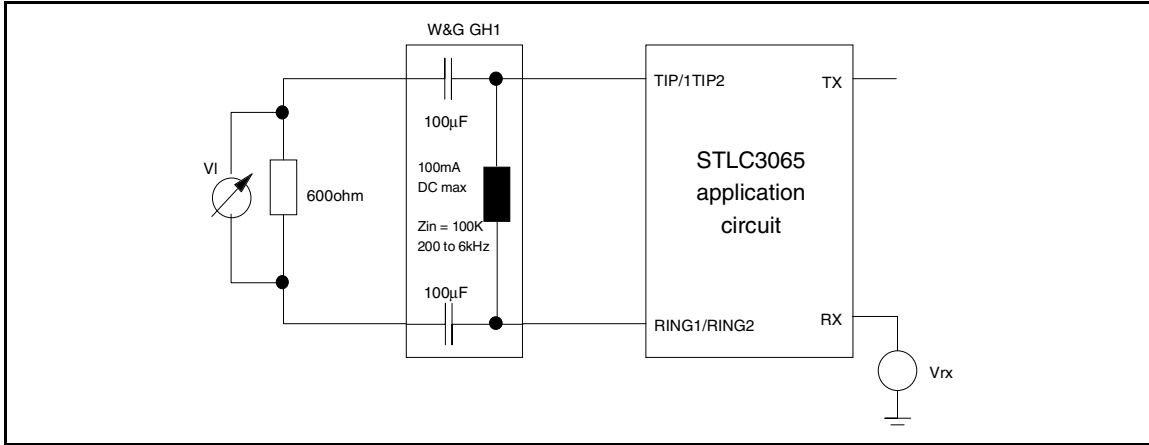 W&G GH1
TIP/1TIP2
TX
100μF
VI
600ohm
100mA
DC max
Zin = 100K
200 to 6kHz
STLC3065
application
circuit
100μF
RING1/RING2
RX
Vrx